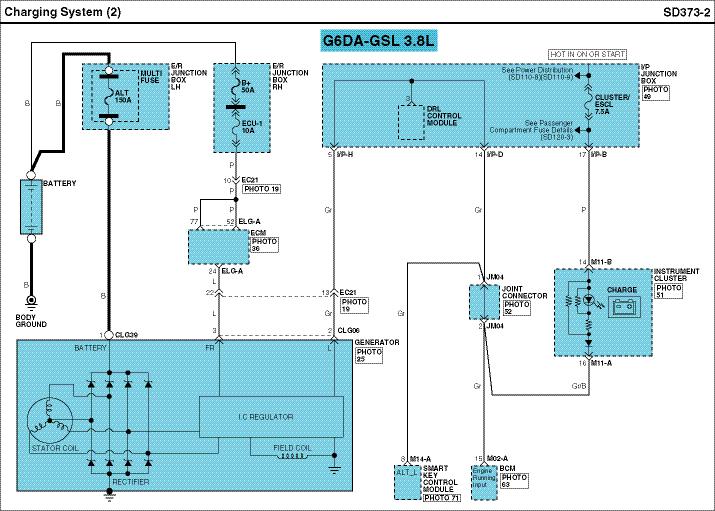 Charging System (2)
SD373-2
G6DA-GSL 3.8L
HOT IN ON OR START
E/R
JUNCTION
BOX
LH
MULTI
FUSE
ALT
150A
E/R
JUNCTION
BOX
RH
B+
50A
ECU-1
10A
See Power Distribution
(SD110-8)(SD110-9)
CLUSTER/
ESCL
7.5A
See Passenger
Compartment Fuse Details
(SD120-3)
I/P
JUNCTION
BOX
PHOTO
49
3
DRL
CONTROL
MODULE
5
I/P-H
14
I/P-D
17
I/P-B
B
B
P
P
10
EC21
PHOTO 19
P
P
P
77
52
ELG-A
ECM
PHOTO
36
24
ELG-A
L
22
L
Gr
Gr
P
13
EC21
PHOTO
19
Gr
3
2
CLG06
BATTERY
B
BODY
GROUND
B
1
CLG39
GENERATOR
PHOTO
25
BATTERY
FR
L
I.C REGULATOR
STATOR COIL
FIELD COIL
RECTIFIER
Gr
1
JM04
JOINT
CONNECTOR
PHOTO
52
2
JM04
14
M11-B
INSTRUMENT
CLUSTER
PHOTO
51
CHARGE
16
M11-A
Gr
Gr/B
8
M14-A
ALT_L
SMART
KEY
CONTROL
MODULE
PHOTO 71
15
M02-A
Engine
Running
Input
BCM
PHOTO
63